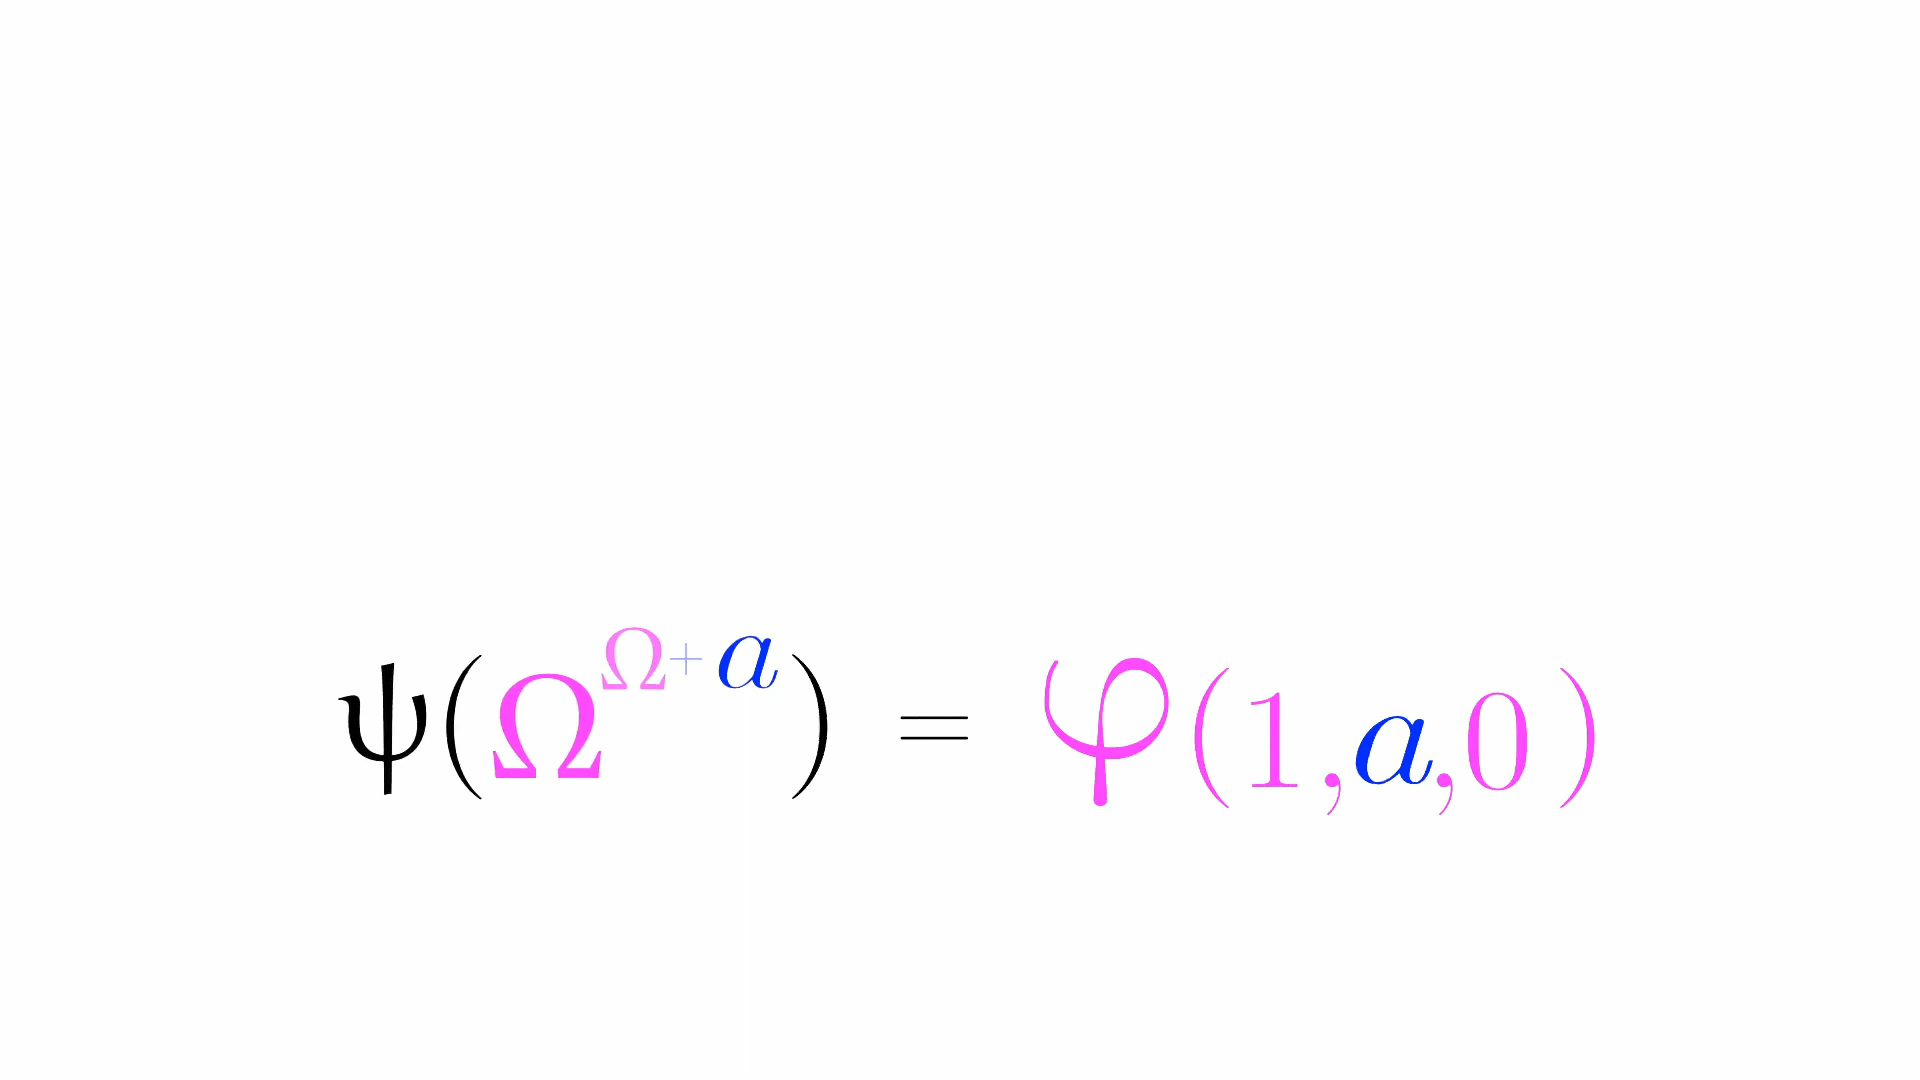 ψ(Ω^{Ω+a}) = φ(1,a,0)